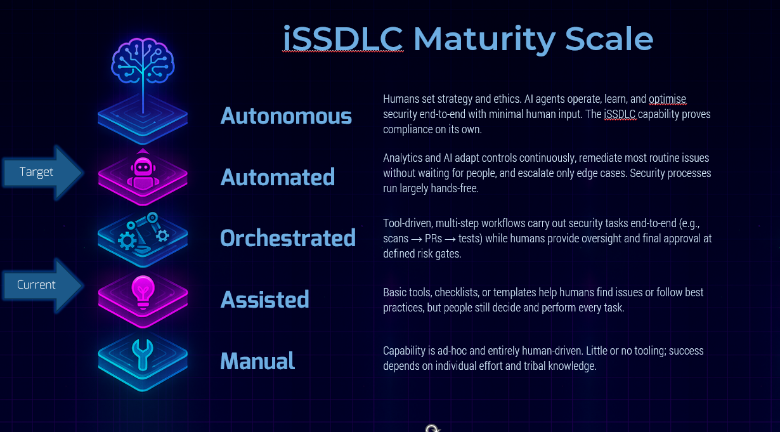 iSSDLC Maturity Scale
Autonomous
Humans set strategy and ethics. AI agents operate, learn, and optimise
security end-to-end with minimal human input. The iSSDLC capability proves
compliance on its own.
Target
Automated
Analytics and AI adapt controls continuously, remediate most routine issues
without waiting for people, and escalate only edge cases. Security processes
run largely hands-free.
Orchestrated
Tool-driven, multi-step workflows carry out security tasks end-to-end (e.g.,
scans → PRs → tests) while humans provide oversight and final approval at
defined risk gates.
Current
Assisted
Basic tools, checklists, or templates help humans find issues or follow best
practices, but people still decide and perform every task.
Manual
Capability is ad-hoc and entirely human-driven. Little or no tooling; success
depends on individual effort and tribal knowledge.